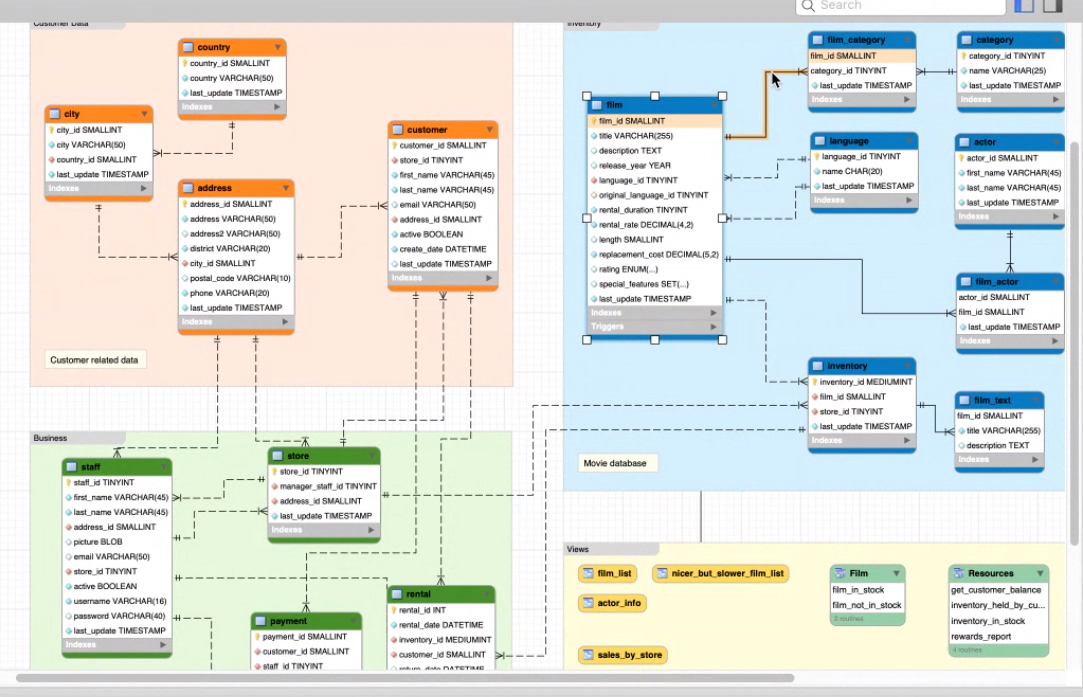 Search
Customer Data
country
country_id SMALLINT
country VARCHAR(50)
last_update TIMESTAMP
Indexes
city
city_id SMALLINT
city VARCHAR(50)
country_id SMALLINT
last_update TIMESTAMP
Indexes
address
address_id SMALLINT
address VARCHAR(50)
address2 VARCHAR(50)
district VARCHAR(20)
city_id SMALLINT
postal_code VARCHAR(10)
phone VARCHAR(20)
last_update TIMESTAMP
Indexes
customer
customer_id SMALLINT
store_id TINYINT
first_name VARCHAR(45)
last_name VARCHAR(45)
email VARCHAR(50)
address_id SMALLINT
active BOOLEAN
create_date DATETIME
last_update TIMESTAMP
Indexes
Customer related data
Inventory
film
film_id SMALLINT
title VARCHAR(255)
description TEXT
release_year YEAR
language_id TINYINT
original_language_id TINYINT
rental_duration TINYINT
rental_rate DECIMAL(4,2)
length SMALLINT
replacement_cost DECIMAL(5,2)
rating ENUM(...)
special_features SET(...)
last_update TIMESTAMP
Indexes
Triggers
film_category
film_id SMALLINT
category_id TINYINT
last_update TIMESTAMP
Indexes
category
category_id TINYINT
name VARCHAR(25)
last_update TIMESTAMP
Indexes
language
language_id TINYINT
name CHAR(20)
last_update TIMESTAMP
Indexes
actor
actor_id SMALLINT
first_name VARCHAR(45)
last_name VARCHAR(45)
last_update TIMESTAMP
Indexes
film_actor
actor_id SMALLINT
film_id SMALLINT
last_update TIMESTAMP
Indexes
inventory
inventory_id MEDIUMINT
film_id SMALLINT
store_id TINYINT
last_update TIMESTAMP
Indexes
film_text
film_id SMALLINT
title VARCHAR(255)
description TEXT
Indexes
Movie database
Business
staff
staff_id TINYINT
first_name VARCHAR(45)
last_name VARCHAR(45)
address_id SMALLINT
picture BLOB
email VARCHAR(50)
store_id TINYINT
active BOOLEAN
username VARCHAR(16)
password VARCHAR(40)
last_update TIMESTAMP
Indexes
store
store_id TINYINT
manager_staff_id TINYINT
address_id SMALLINT
last_update TIMESTAMP
Indexes
payment
payment_id SMALLINT
customer_id SMALLINT
staff_id TINYINT
rental
rental_id INT
rental_date DATETIME
inventory_id MEDIUMINT
customer_id SMALLINT
return_date DATETIME
Views
film_list
nicer_but_slower_film_list
actor_info
sales_by_store
Film
film_in_stock
film_not_in_stock
2 routines
Resources
get_customer_balance
inventory_held_by_cu...
inventory_in_stock
rewards_report
4 routines